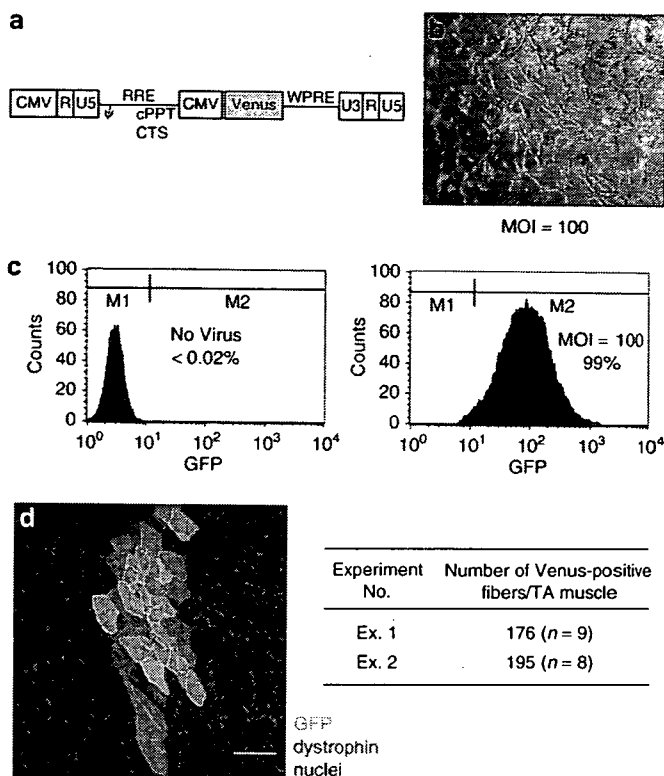 a
CMV R U5 RRE CMV Venus WPRE U3 R U5
ψ cPPT
CTS
b
MOI = 100
c
100
80
60
40
20
0
Counts
M1 M2
No Virus
< 0.02%
10⁰ 10¹ 10² 10³ 10⁴
GFP
100
80
60
40
20
0
Counts
M1 M2
MOI = 100
99%
10⁰ 10¹ 10² 10³ 10⁴
GFP
d
GFP
dystrophin
nuclei
Experiment Number of Venus-positive
No. fibers/TA muscle
Ex. 1 176 (n = 9)
Ex. 2 195 (n = 8)